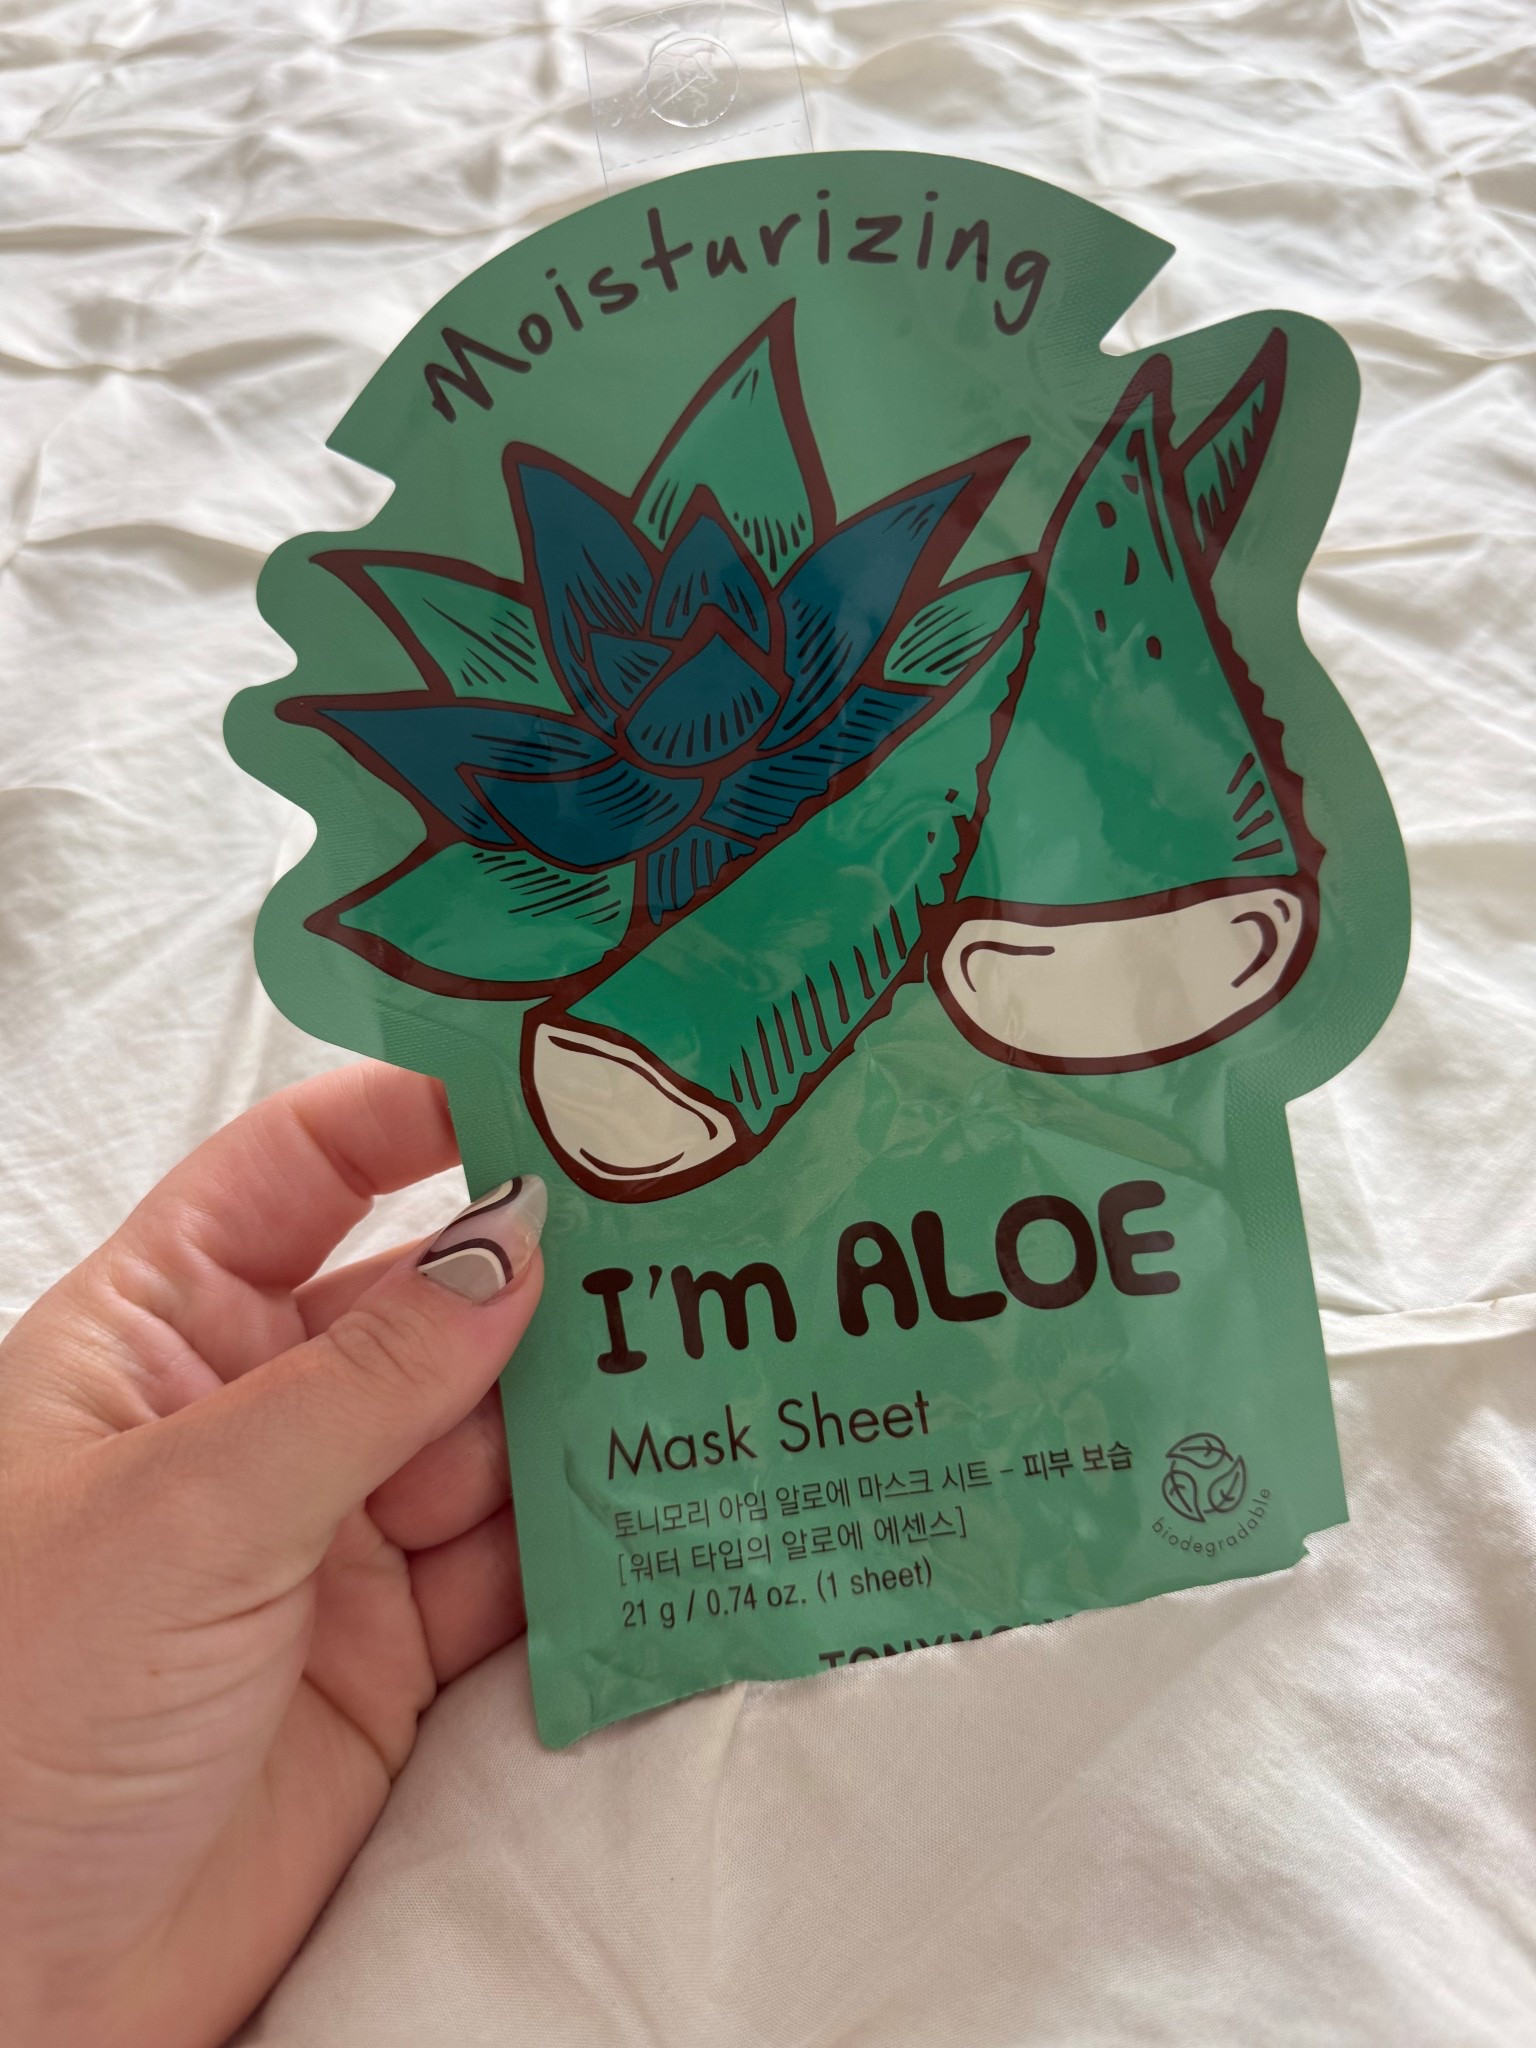 Moisturizing
I'm ALOE
Mask Sheet
토니모리 아임 알로에 마스크 시트 - 피부 보습
[워터 타입의 알로에 에센스]
21 g / 0.74 oz. (1 sheet)
biodegradable